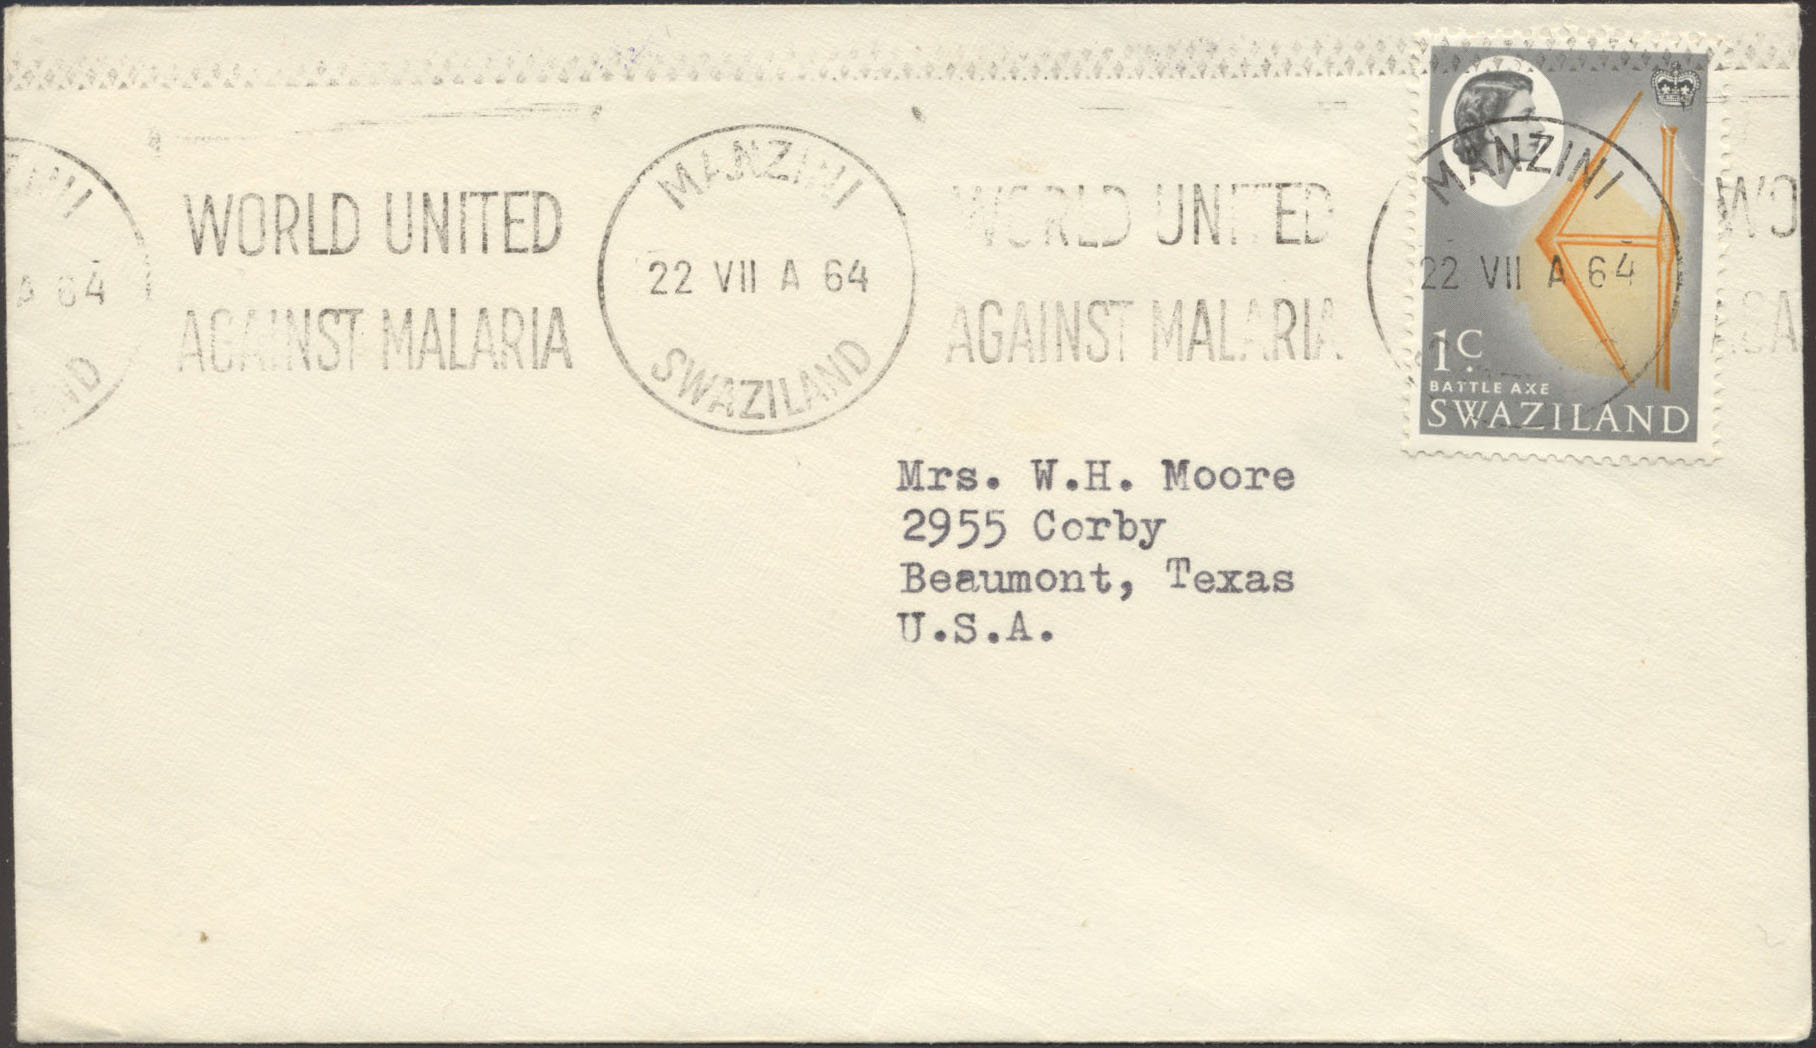 WORLD UNITED
AGAINST MALARIA
A 64
MANZINI
22 VII A 64
SWAZILAND
WORLD UNITED
AGAINST MALARIA
MANZINI
22 VII A 64
1c.
BATTLE AXE
SWAZILAND
Mrs. W.H. Moore
2955 Corby
Beaumont, Texas
U.S.A.